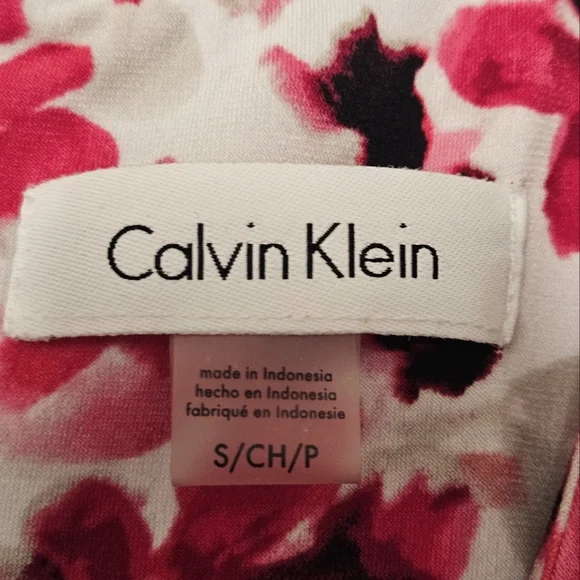 Calvin Klein
made in Indonesia
hecho en Indonesia
fabriqué en Indonesie
S/CH/P